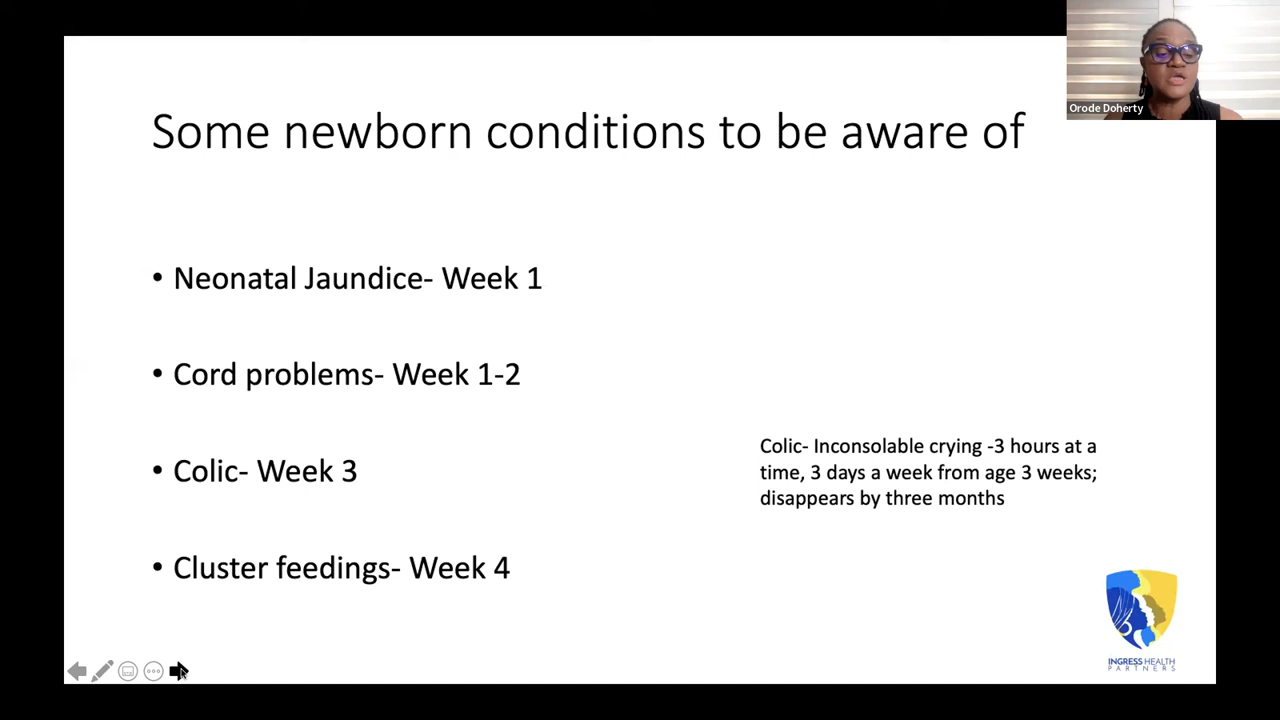 Orode Doherty
Some newborn conditions to be aware of
• Neonatal Jaundice- Week 1
• Cord problems- Week 1-2
• Colic- Week 3
Colic- Inconsolable crying -3 hours at a
time, 3 days a week from age 3 weeks;
disappears by three months
• Cluster feedings- Week 4
INGRESS HEALTH
PARTNERS